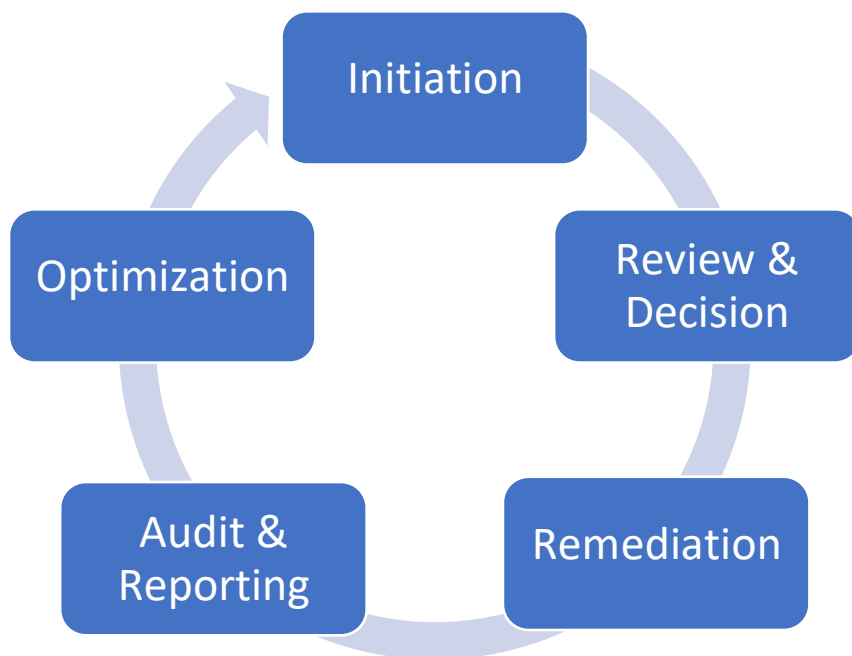 Initiation
Review &
Decision
Remediation
Audit &
Reporting
Optimization